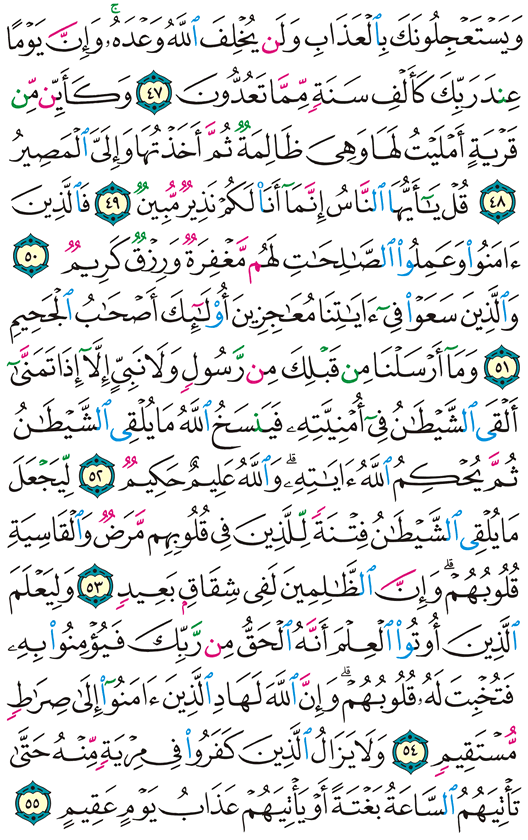 وَيَسۡتَعۡجِلُونَكَ بِٱلۡعَذَابِ وَلَن يُخۡلِفَ ٱللَّهُ وَعۡدَهُۥۚ وَإِنَّ يَوۡمًا
عِندَ رَبِّكَ كَأَلۡفِ سَنَةٖ مِّمَّا تَعُدُّونَ ٤٧ وَكَأَيِّن مِّن
قَرۡيَةٍ أَمۡلَيۡتُ لَهَا وَهِيَ ظَالِمَةٞ ثُمَّ أَخَذۡتُهَا وَإِلَيَّ ٱلۡمَصِيرُ
٤٨ قُلۡ يَٰٓأَيُّهَا ٱلنَّاسُ إِنَّمَآ أَنَا۠ لَكُمۡ نَذِيرٞ مُّبِينٞ ٤٩ فَٱلَّذِينَ
ءَامَنُواْ وَعَمِلُواْ ٱلصَّٰلِحَٰتِ لَهُم مَّغۡفِرَةٞ وَرِزۡقٞ كَرِيمٞ ٥٠
وَٱلَّذِينَ سَعَوۡاْ فِيٓ ءَايَٰتِنَا مُعَٰجِزِينَ أُوْلَٰٓئِكَ أَصۡحَٰبُ ٱلۡجَحِيمِ
٥١ وَمَآ أَرۡسَلۡنَا مِن قَبۡلِكَ مِن رَّسُولٖ وَلَا نَبِيٍّ إِلَّآ إِذَا تَمَنَّىٰٓ
أَلۡقَى ٱلشَّيۡطَٰنُ فِيٓ أُمۡنِيَّتِهِۦ فَيَنسَخُ ٱللَّهُ مَا يُلۡقِي ٱلشَّيۡطَٰنُ
ثُمَّ يُحۡكِمُ ٱللَّهُ ءَايَٰتِهِۦۗ وَٱللَّهُ عَلِيمٌ حَكِيمٞ ٥٢ لِّيَجۡعَلَ
مَا يُلۡقِي ٱلشَّيۡطَٰنُ فِتۡنَةٗ لِّلَّذِينَ فِي قُلُوبِهِم مَّرَضٞ وَٱلۡقَاسِيَةِ
قُلُوبُهُمۡۗ وَإِنَّ ٱلظَّٰلِمِينَ لَفِي شِقَاقِۭ بَعِيدٖ ٥٣ وَلِيَعۡلَمَ
ٱلَّذِينَ أُوتُواْ ٱلۡعِلۡمَ أَنَّهُ ٱلۡحَقُّ مِن رَّبِّكَ فَيُؤۡمِنُواْ بِهِۦ
فَتُخۡبِتَ لَهُۥ قُلُوبُهُمۡۗ وَإِنَّ ٱللَّهَ لَهَادِ ٱلَّذِينَ ءَامَنُوٓاْ إِلَىٰ صِرَٰطٖ
مُّسۡتَقِيمٖ ٥٤ وَلَا يَزَالُ ٱلَّذِينَ كَفَرُواْ فِي مِرۡيَةٖ مِّنۡهُ حَتَّىٰ
تَأۡتِيَهُمُ ٱلسَّاعَةُ بَغۡتَةً أَوۡ يَأۡتِيَهُمۡ عَذَابُ يَوۡمٍ عَقِيمٍ ٥٥